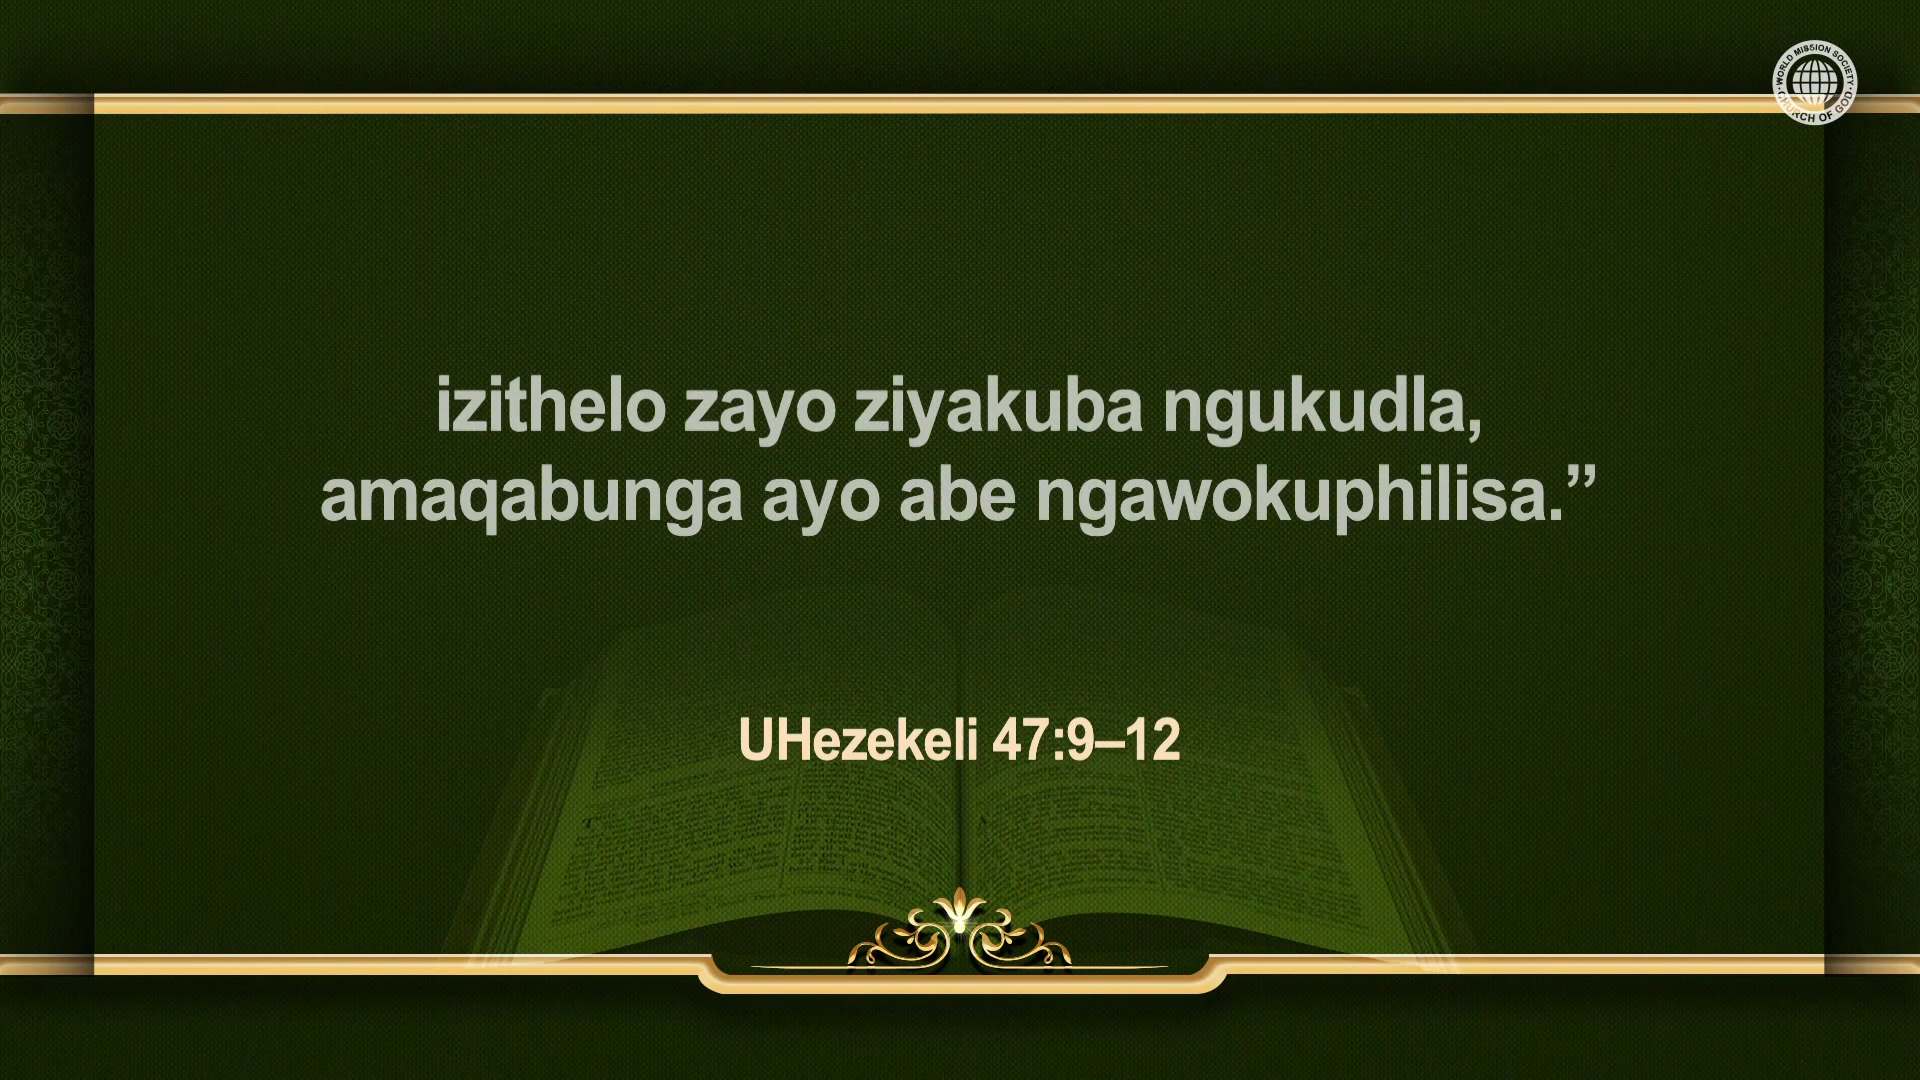 WORLD MISSION SOCIETY
CHURCH OF GOD
izithelo zayo ziyakuba ngukudla,
amaqabunga ayo abe ngawokuphilisa.”
UHezekeli 47:9–12